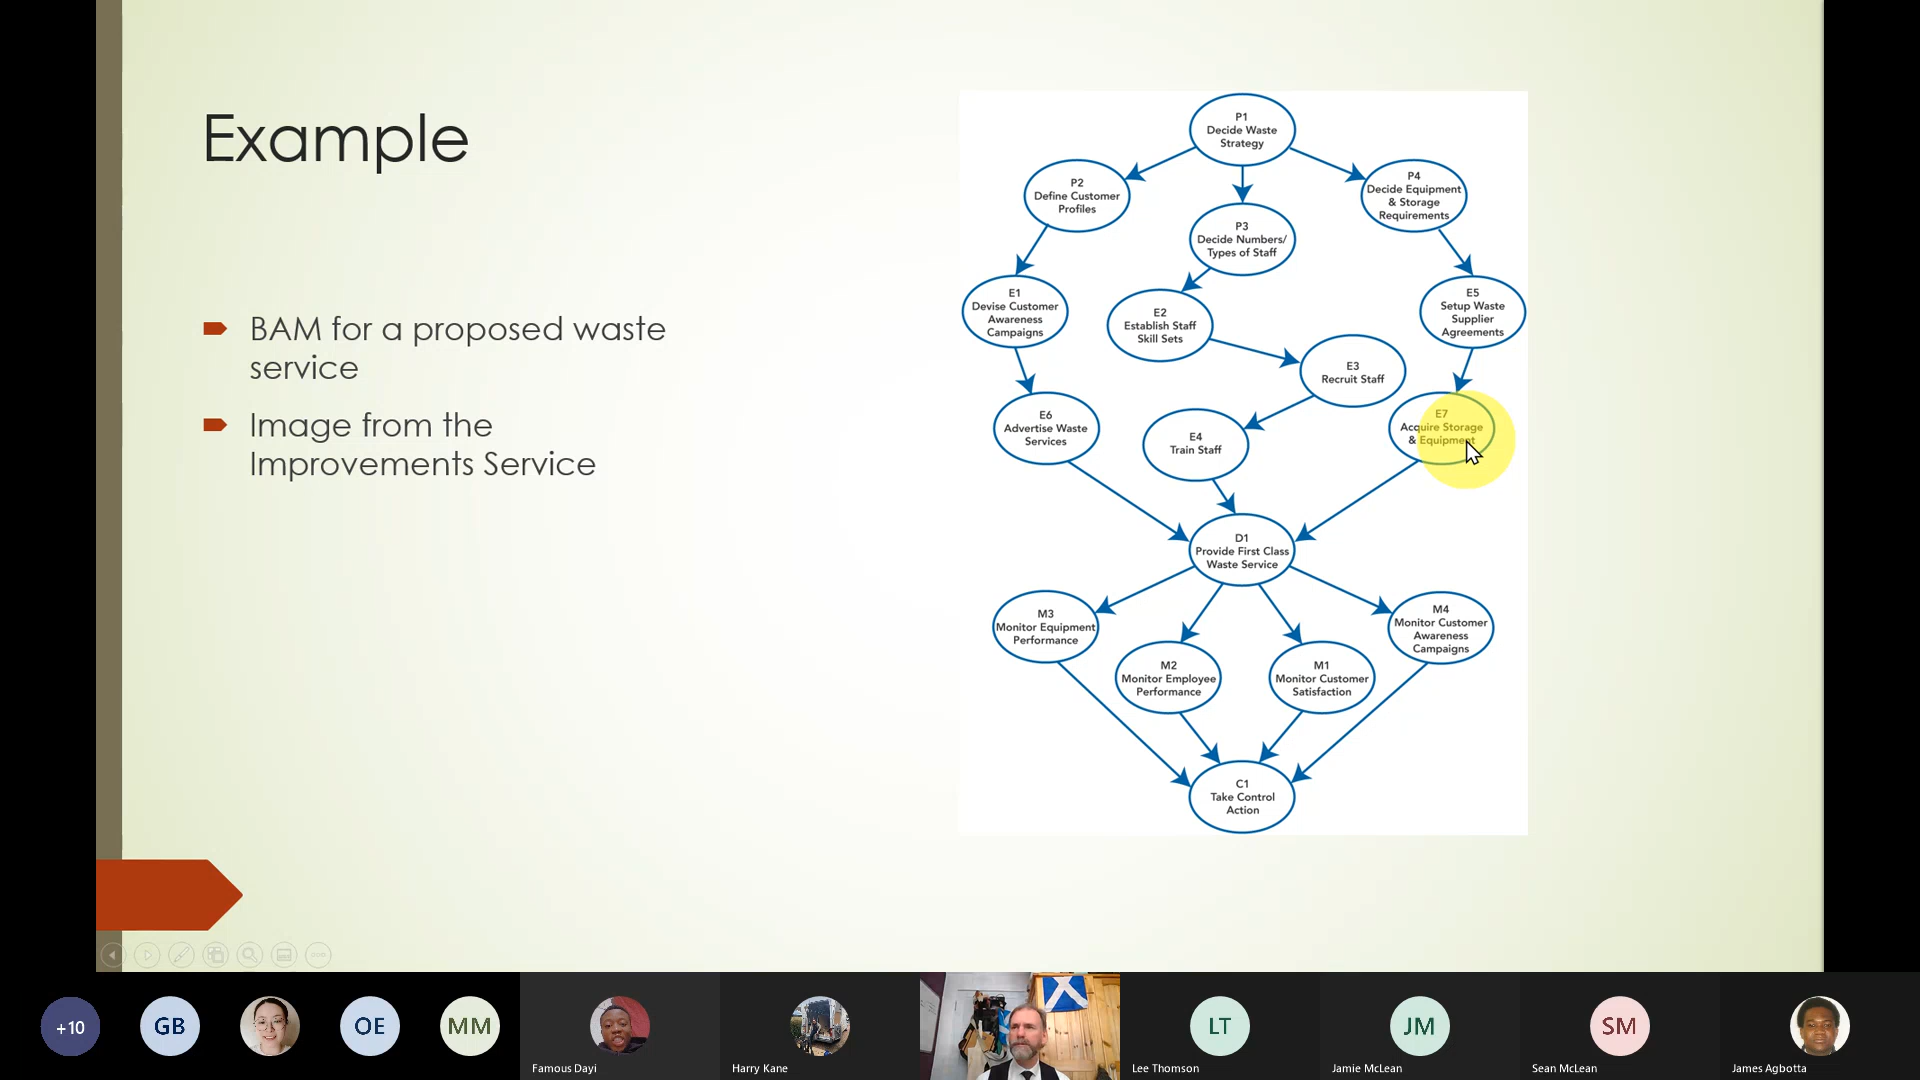 Example
BAM for a proposed waste
service
Image from the
Improvements Service
P1
Decide Waste
Strategy
P2
Define Customer
Profiles
P3
Decide Numbers/
Types of Staff
P4
Decide Equipment
& Storage
Requirements
E1
Devise Customer
Awareness
Campaigns
E2
Establish Staff
Skill Sets
E3
Recruit Staff
E5
Setup Waste
Supplier
Agreements
E6
Advertise Waste
Services
E4
Train Staff
E7
Acquire Storage
& Equipment
D1
Provide First Class
Waste Service
M3
Monitor Equipment
Performance
M2
Monitor Employee
Performance
M1
Monitor Customer
Satisfaction
M4
Monitor Customer
Awareness
Campaigns
C1
Take Control
Action
+10
GB
OE
MM
LT
JM
SM
Famous Dayi
Harry Kane
Lee Thomson
Jamie McLean
Sean McLean
James Agbotta